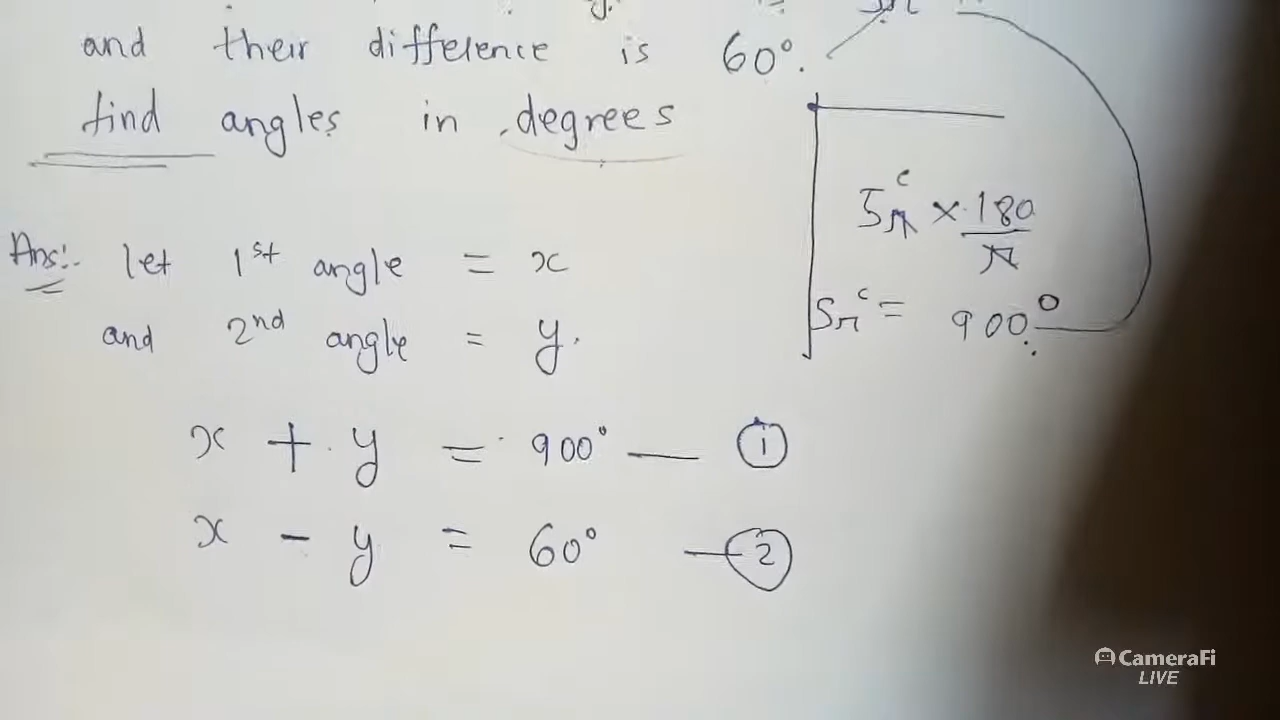 and their difference is 60°.
find angles in degrees
5π^c × 180/π
5π^c = 900°
Ans:- let 1st angle = x
and 2nd angle = y.
x + y = 900° — ①
x - y = 60° — ②
CameraFi
LIVE